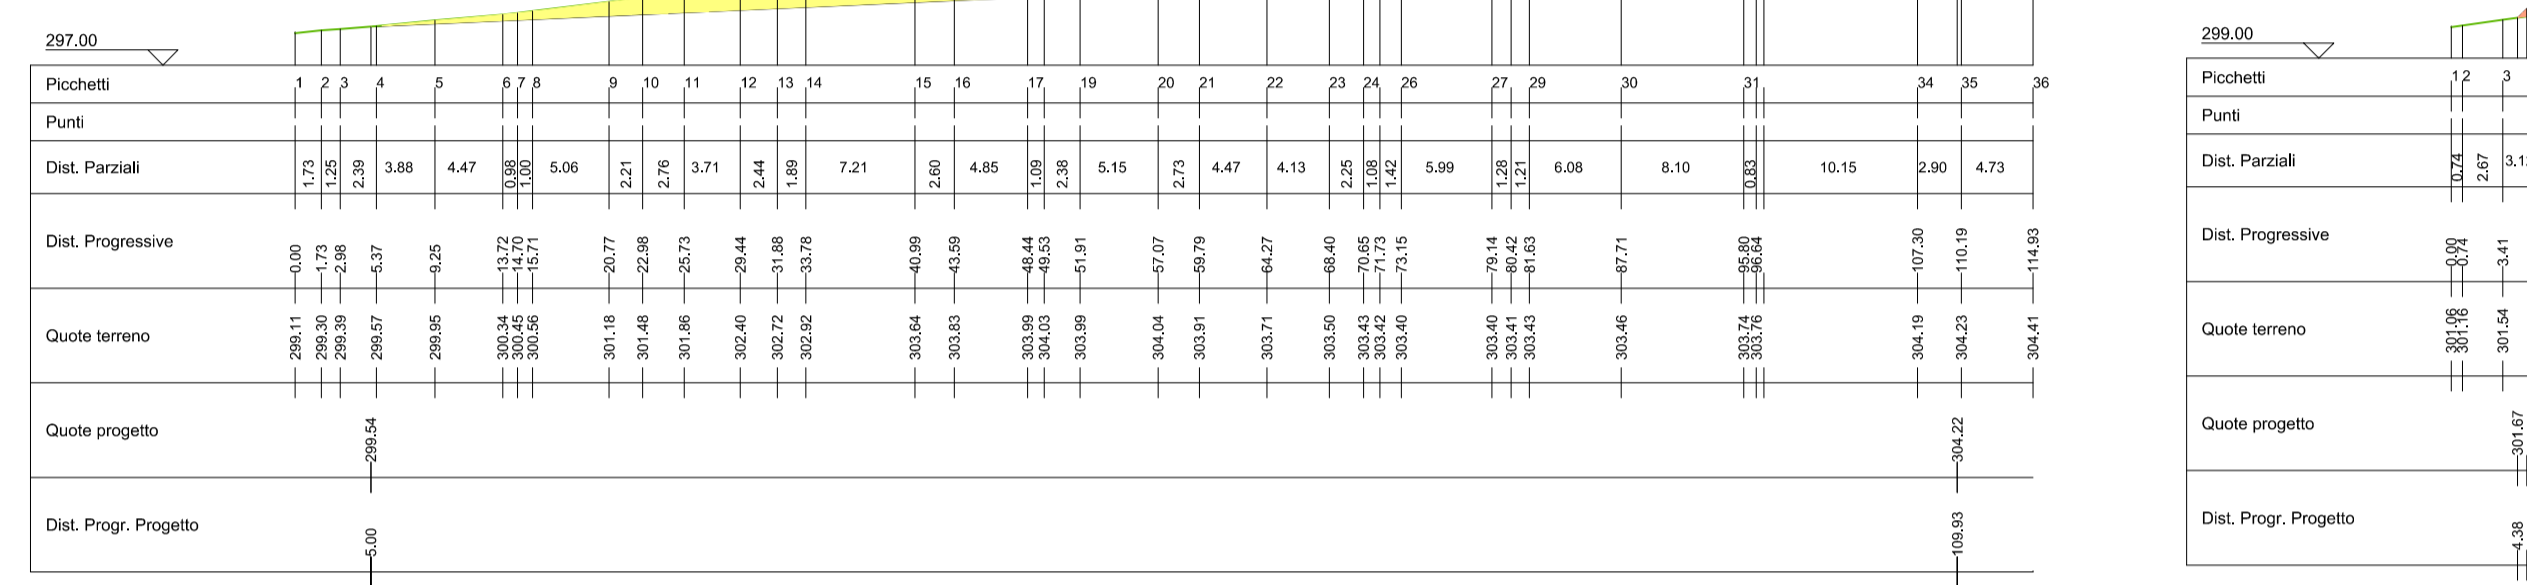 297.00
Picchetti 1 2 3 4 5 6 7 8 9 10 11 12 13 14 15 16 17 19 20 21 22 23 24 26 27 29 30 31 34 35 36
Punti
Dist. Parziali 1.73 1.25 2.39 3.88 4.47 0.98 1.00 5.06 2.21 2.76 3.71 2.44 1.89 7.21 2.60 4.85 1.09 2.38 5.15 2.73 4.47 4.13 2.25 1.08 1.42 5.99 1.28 1.21 6.08 8.10 0.83 10.15 2.90 4.73
Dist. Progressive 0.00 1.73 2.98 5.37 9.25 13.72 14.70 15.71 20.77 22.98 25.73 29.44 31.88 33.78 40.99 43.59 48.44 49.53 51.91 57.07 59.79 64.27 68.40 70.65 71.73 73.15 79.14 80.42 81.63 87.71 95.80 96.64 107.30 110.19 114.93
Quote terreno 299.11 299.30 299.39 299.57 299.95 300.34 300.45 300.56 301.18 301.48 301.86 302.40 302.72 302.92 303.64 303.83 303.99 304.03 303.99 304.04 303.91 303.71 303.50 303.43 303.42 303.40 303.40 303.41 303.43 303.46 303.74 303.76 304.19 304.23 304.41
Quote progetto 299.54 304.22
Dist. Progr. Progetto 5.00 109.93
299.00
Picchetti 1 2 3
Punti
Dist. Parziali 0.74 2.67
Dist. Progressive 0.00 0.74 3.41
Quote terreno 301.06 301.16 301.54
Quote progetto 301.67
Dist. Progr. Progetto 4.38